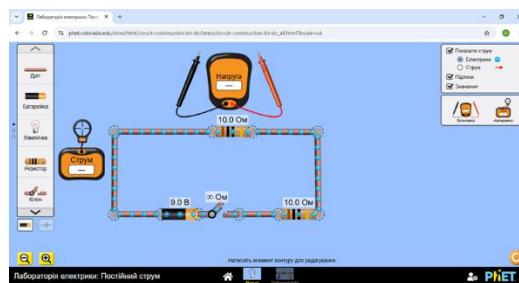 Лабораторія електрики: Пост
phet.colorado.edu/sims/html/circuit-construction-kit-dc/latest/circuit-construction-kit-dc_all.html?locale=uk
Дріт
Батарейка
Лампочка
Резистор
Ключ
Струм
Напруга
10.0 Ом
9.0 В
∞ Ом
10.0 Ом
Показати струм
Електрони
Струм
Підписи
Значення
Вольтметр
Амперметр
Натисніть елемент контуру для редагування.
Лабораторія електрики: Постійний струм
PhET